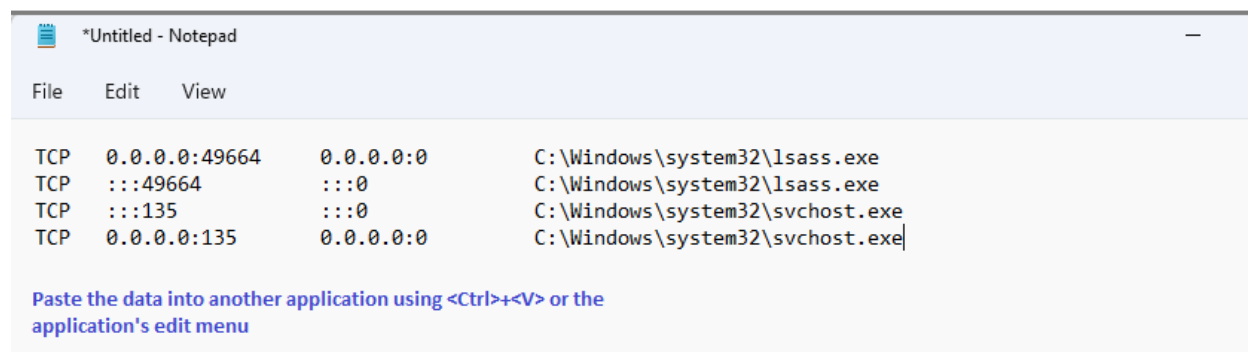 *Untitled - Notepad
File Edit View
TCP 0.0.0.0:49664 0.0.0.0:0 C:\Windows\system32\lsass.exe
TCP :::49664 :::0 C:\Windows\system32\lsass.exe
TCP :::135 :::0 C:\Windows\system32\svchost.exe
TCP 0.0.0.0:135 0.0.0.0:0 C:\Windows\system32\svchost.exe
Paste the data into another application using <Ctrl>+<V> or the
application's edit menu